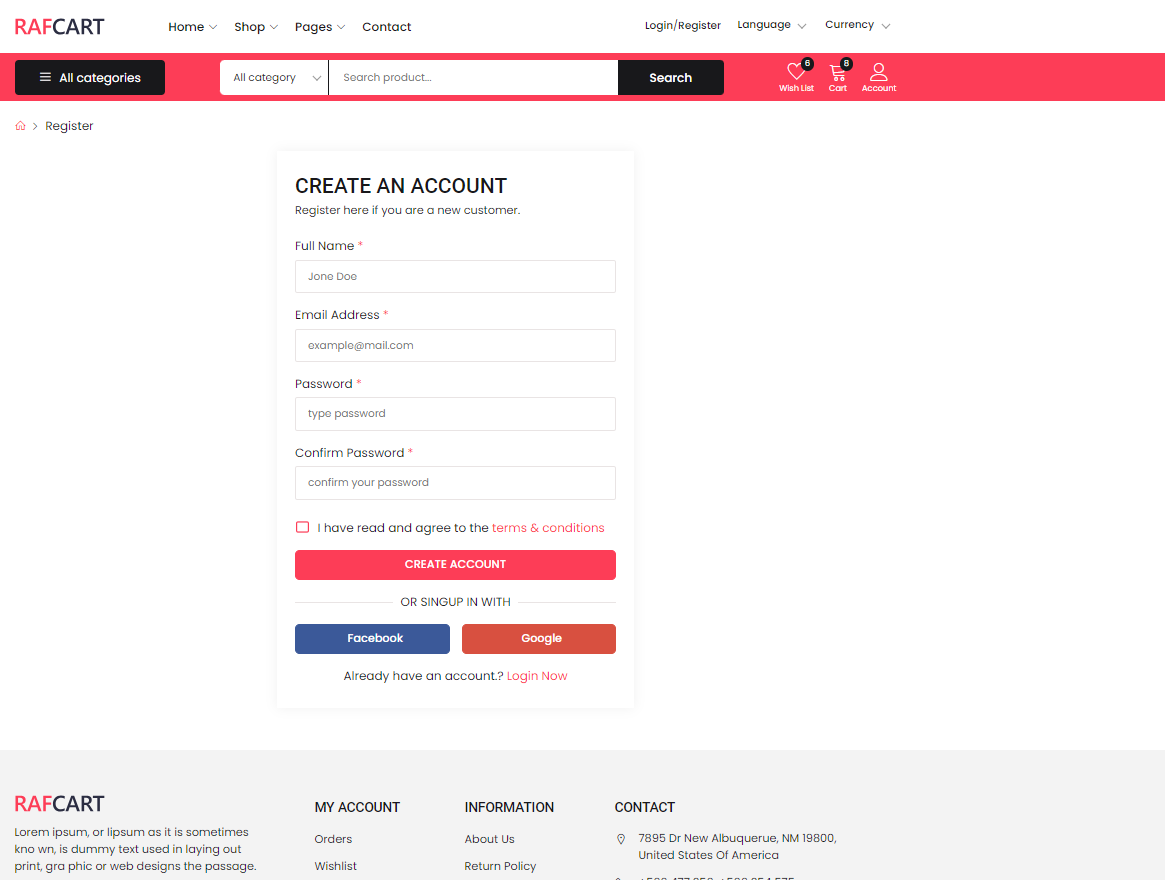 RAFCART
Home Shop Pages Contact Login/Register Language Currency
All categories All category Search product... Search 6 8
Wish List Cart Account
Register
CREATE AN ACCOUNT
Register here if you are a new customer.
Full Name *
Jone Doe
Email Address *
example@mail.com
Password *
type password
Confirm Password *
confirm your password
I have read and agree to the terms & conditions
CREATE ACCOUNT
OR SINGUP IN WITH
Facebook Google
Already have an account.? Login Now
RAFCART
Lorem ipsum, or lipsum as it is sometimes
kno wn, is dummy text used in laying out
print, gra phic or web designs the passage.
MY ACCOUNT
Orders
Wishlist
INFORMATION
About Us
Return Policy
CONTACT
7895 Dr New Albuquerue, NM 19800,
United States Of America